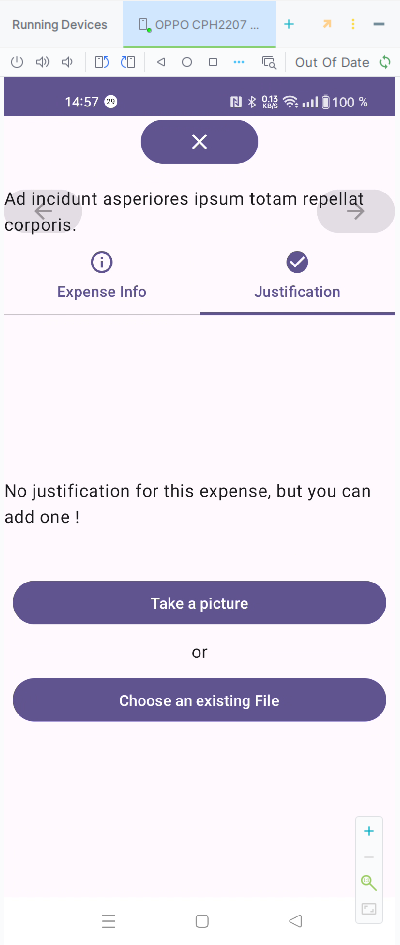 Running Devices
OPPO CPH2207 ...
Out Of Date
14:57 29
0.13 KB/S 100 %
Ad incidunt asperiores ipsum totam repellat
corporis.
Expense Info
Justification
No justification for this expense, but you can
add one !
Take a picture
or
Choose an existing File